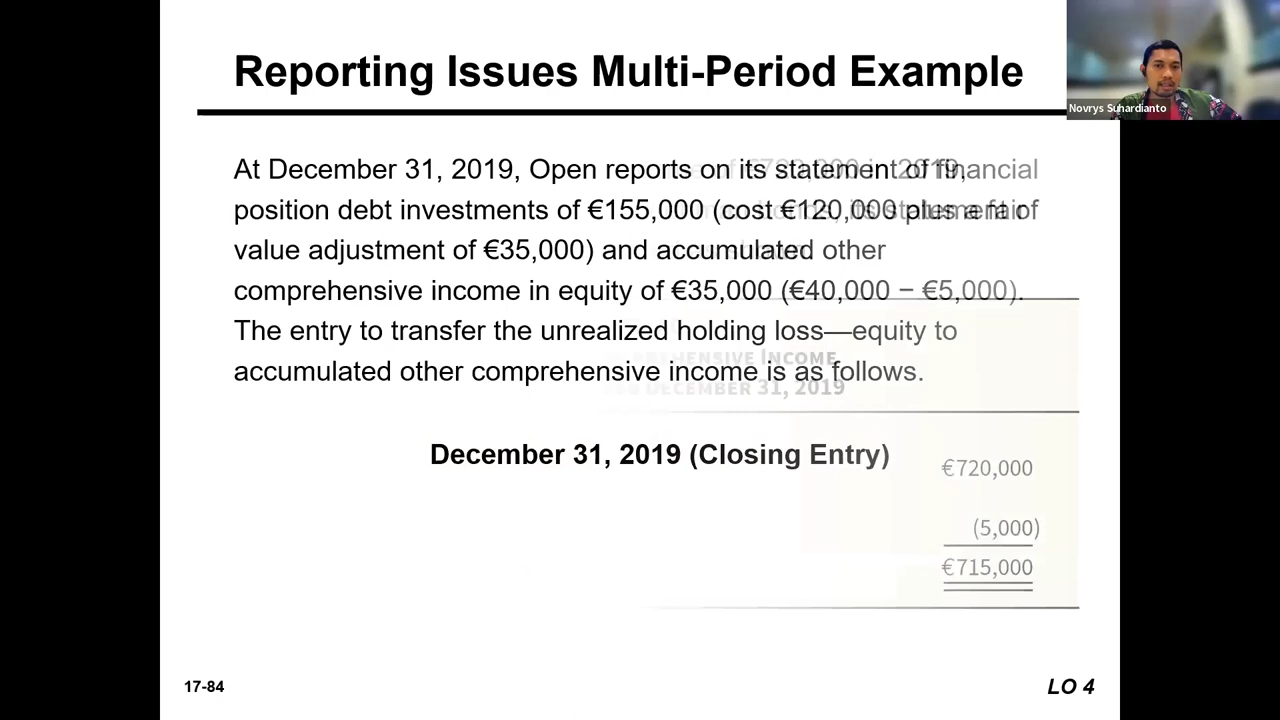 Reporting Issues Multi-Period Example
Novrys Suhardianto
At December 31, 2019, Open reports on its statement of financial
position debt investments of €155,000 (cost €120,000 plus a fair
value adjustment of €35,000) and accumulated other
comprehensive income in equity of €35,000 (€40,000 − €5,000).
The entry to transfer the unrealized holding loss—equity to
accumulated other comprehensive income is as follows.
INCOME
DECEMBER 31, 2019
December 31, 2019 (Closing Entry)
€720,000
(5,000)
€715,000
17-84
LO 4